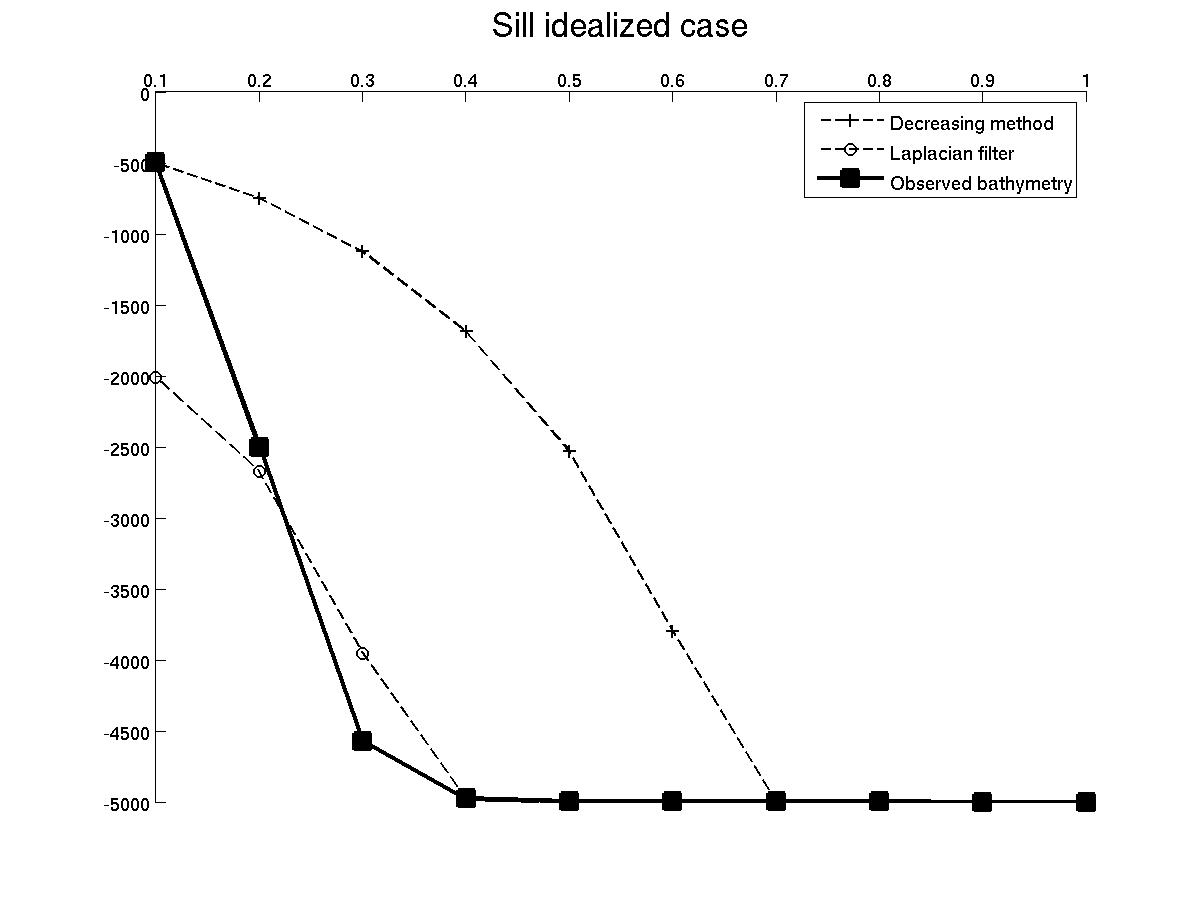 Sill idealized case
0.1 0.2 0.3 0.4 0.5 0.6 0.7 0.8 0.9 1
0
Decreasing method
Laplacian filter
-500
Observed bathymetry
-1000
-1500
-2000
-2500
-3000
-3500
-4000
-4500
-5000